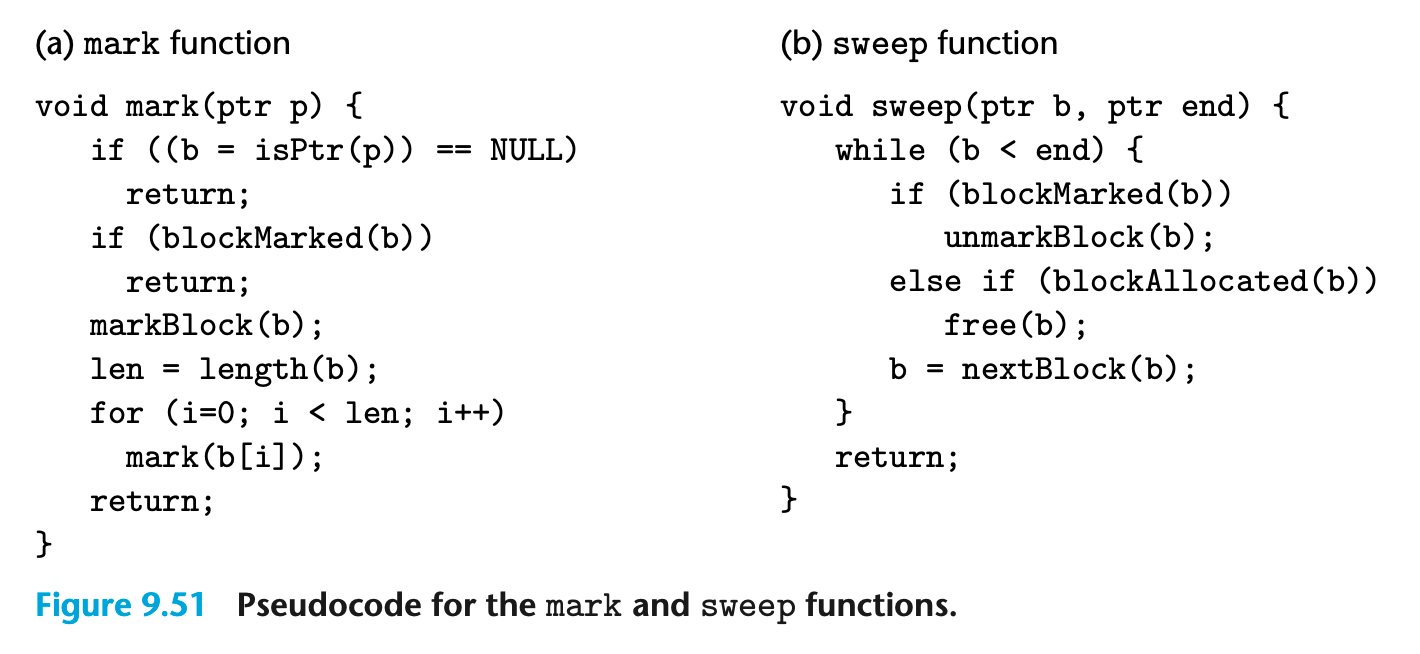 (a) mark function
void mark(ptr p) {
   if ((b = isPtr(p)) == NULL)
     return;
   if (blockMarked(b))
     return;
   markBlock(b);
   len = length(b);
   for (i=0; i < len; i++)
     mark(b[i]);
   return;
}
(b) sweep function
void sweep(ptr b, ptr end) {
   while (b < end) {
      if (blockMarked(b))
         unmarkBlock(b);
      else if (blockAllocated(b))
         free(b);
      b = nextBlock(b);
   }
   return;
}
Figure 9.51 Pseudocode for the mark and sweep functions.